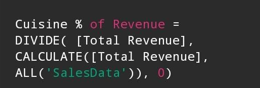 Cuisine % of Revenue =
DIVIDE( [Total Revenue],
CALCULATE([Total Revenue],
ALL('SalesData')), 0)